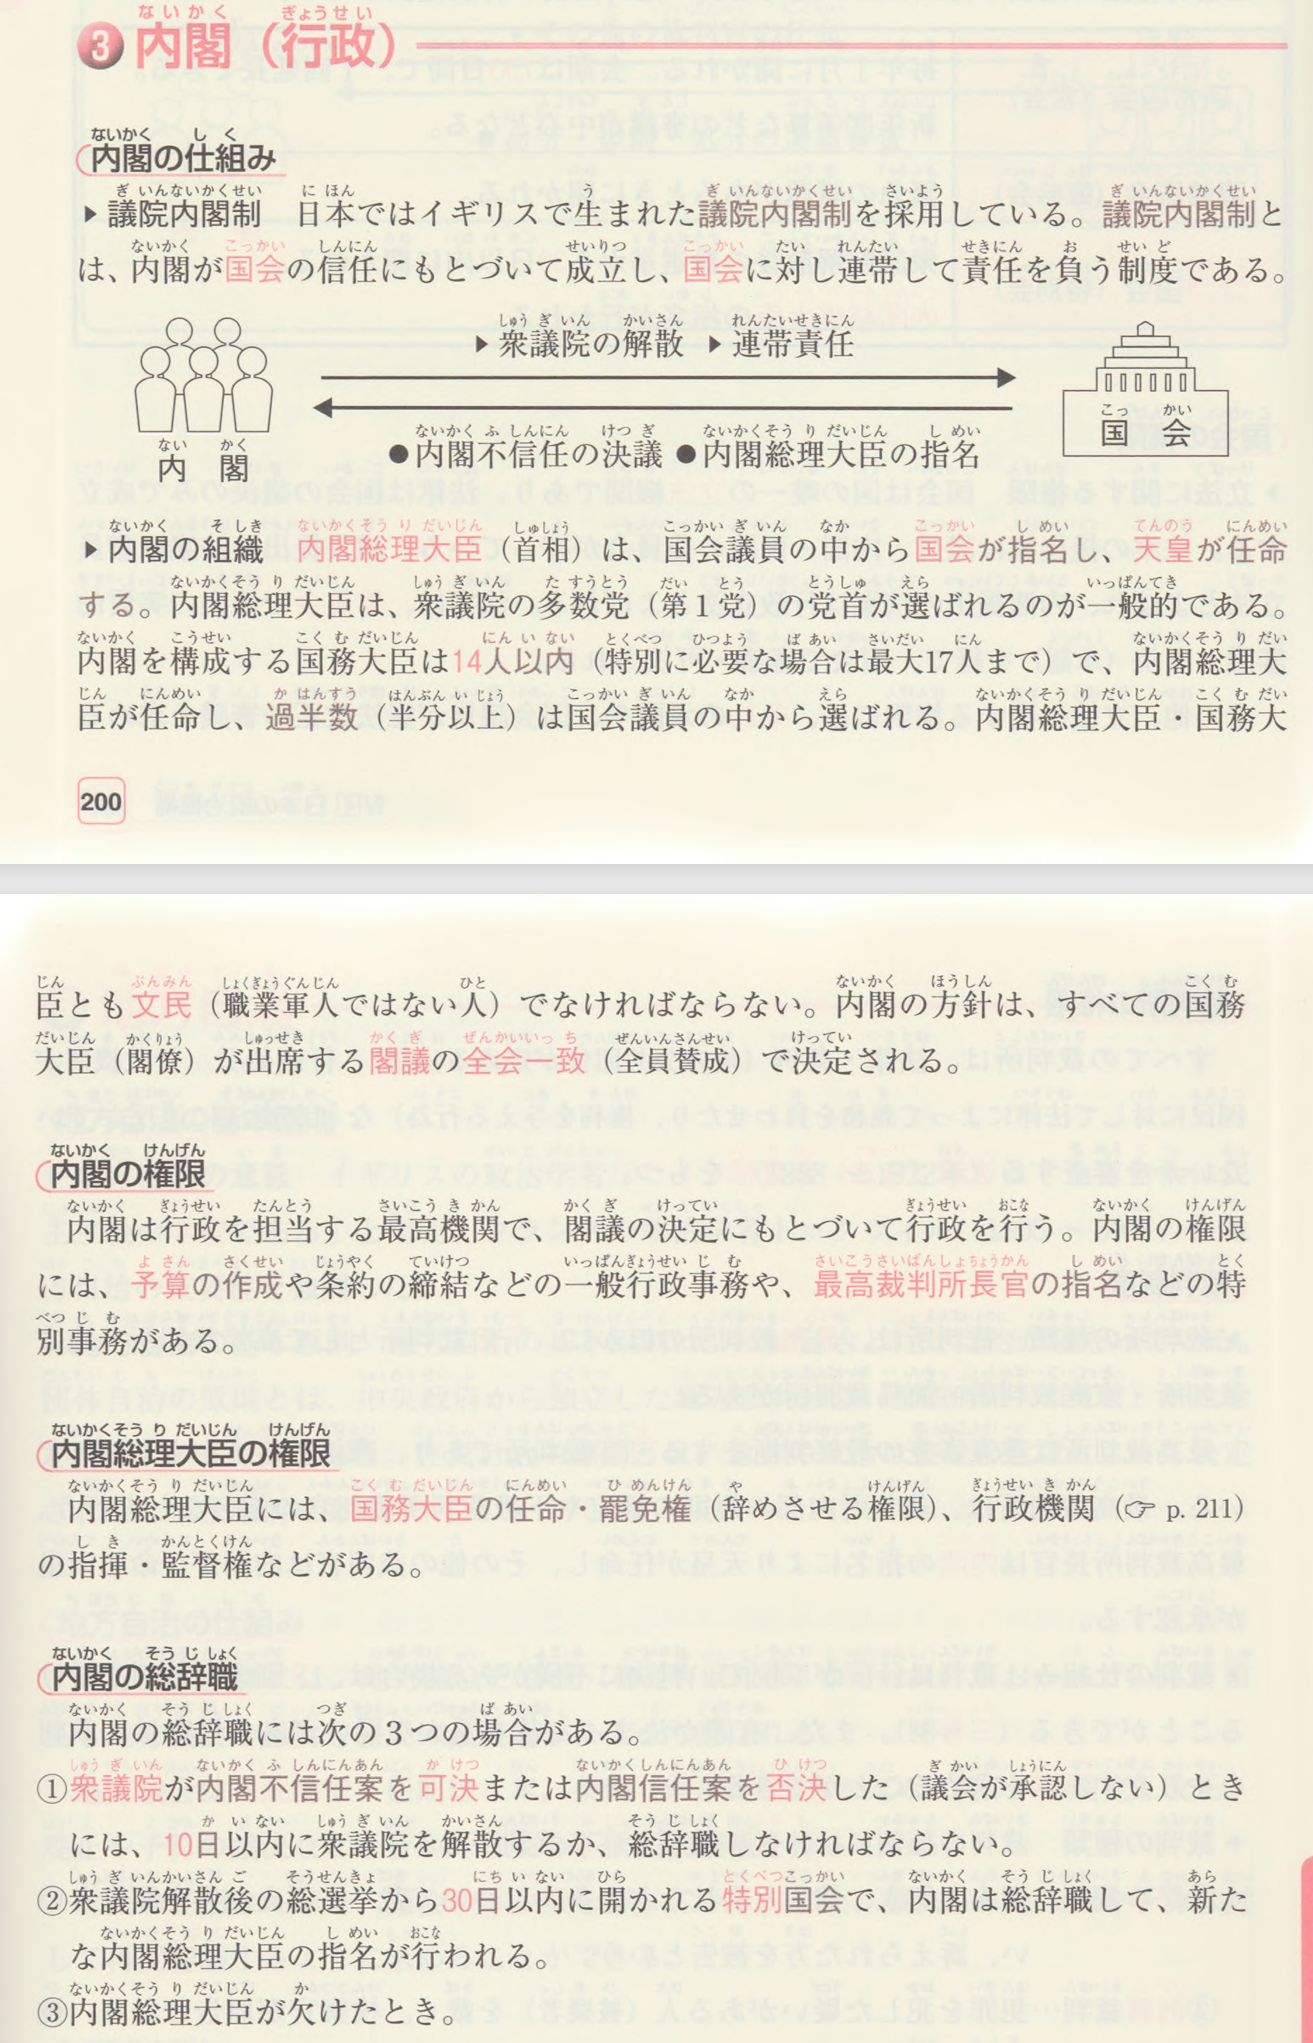 ❸ 内閣（行政）
内閣の仕組み
▶議院内閣制　日本ではイギリスで生まれた議院内閣制を採用している。議院内閣制と
は、内閣が国会の信任にもとづいて成立し、国会に対し連帯して責任を負う制度である。
▶衆議院の解散 ▶連帯責任
国会
●内閣不信任の決議 ●内閣総理大臣の指名
内閣
▶内閣の組織　内閣総理大臣（首相）は、国会議員の中から国会が指名し、天皇が任命
する。内閣総理大臣は、衆議院の多数党（第１党）の党首が選ばれるのが一般的である。
内閣を構成する国務大臣は14人以内（特別に必要な場合は最大17人まで）で、内閣総理大
臣が任命し、過半数（半分以上）は国会議員の中から選ばれる。内閣総理大臣・国務大
200
臣とも文民（職業軍人ではない人）でなければならない。内閣の方針は、すべての国務
大臣（閣僚）が出席する閣議の全会一致（全員賛成）で決定される。
内閣の権限
内閣は行政を担当する最高機関で、閣議の決定にもとづいて行政を行う。内閣の権限
には、予算の作成や条約の締結などの一般行政事務や、最高裁判所長官の指名などの特
別事務がある。
内閣総理大臣の権限
内閣総理大臣には、国務大臣の任命・罷免権（辞めさせる権限）、行政機関（☞ p. 211）
の指揮・監督権などがある。
内閣の総辞職
内閣の総辞職には次の３つの場合がある。
①衆議院が内閣不信任案を可決または内閣信任案を否決した（議会が承認しない）とき
には、10日以内に衆議院を解散するか、総辞職しなければならない。
②衆議院解散後の総選挙から30日以内に開かれる特別国会で、内閣は総辞職して、新た
な内閣総理大臣の指名が行われる。
③内閣総理大臣が欠けたとき。